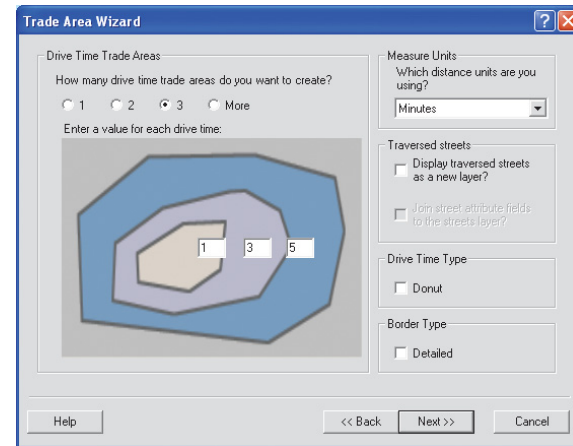 Trade Area Wizard
Drive Time Trade Areas
How many drive time trade areas do you want to create?
1 2 3 More
Enter a value for each drive time:
1 3 5
Measure Units
Which distance units are you
using?
Minutes
Traversed streets
Display traversed streets
as a new layer?
Join street attribute fields
to the streets layer?
Drive Time Type
Donut
Border Type
Detailed
Help
<< Back
Next >>
Cancel